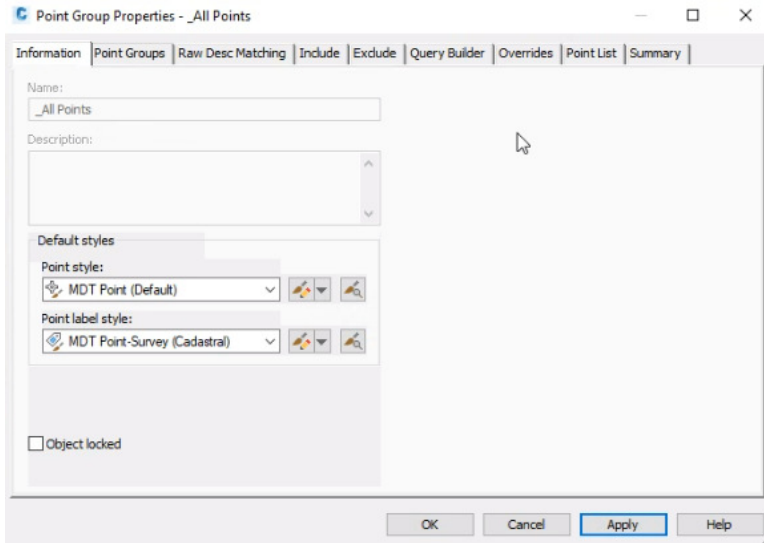 Point Group Properties - _All Points
Information Point Groups Raw Desc Matching Include Exclude Query Builder Overrides Point List Summary
Name:
_All Points
Description:
Default styles
Point style:
MDT Point (Default)
Point label style:
MDT Point-Survey (Cadastral)
Object locked
OK Cancel Apply Help